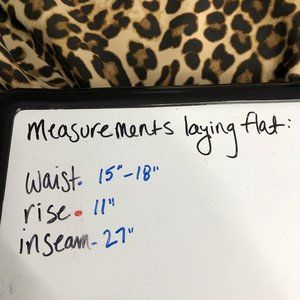 measurements laying flat:
waist. 15"-18"
rise. 11"
inseam- 27"